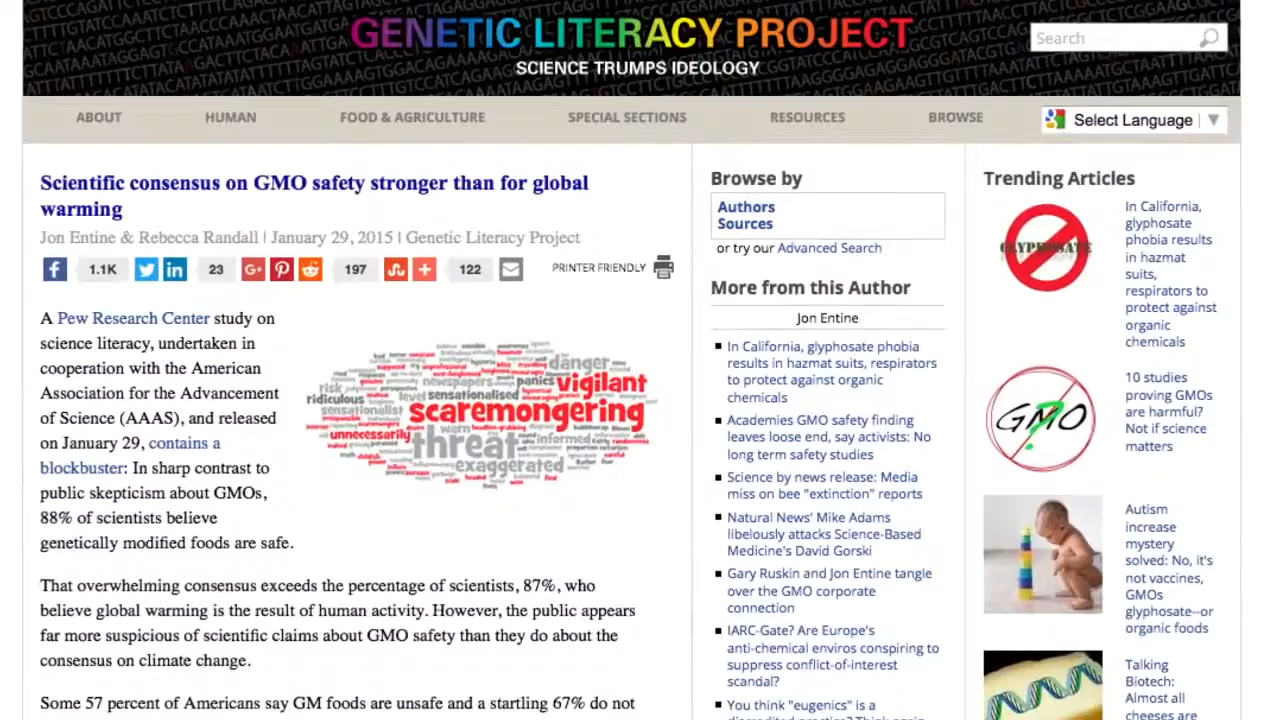 GENETIC LITERACY PROJECT
SCIENCE TRUMPS IDEOLOGY
Search
ABOUT
HUMAN
FOOD & AGRICULTURE
SPECIAL SECTIONS
RESOURCES
BROWSE
Select Language
Scientific consensus on GMO safety stronger than for global
warming
Jon Entine & Rebecca Randall | January 29, 2015 | Genetic Literacy Project
1.1K
23
197
122
PRINTER FRIENDLY
A Pew Research Center study on
science literacy, undertaken in
cooperation with the American
Association for the Advancement
of Science (AAAS), and released
on January 29, contains a
blockbuster: In sharp contrast to
public skepticism about GMOs,
88% of scientists believe
genetically modified foods are safe.
danger
risk
newspapers
panics
vigilant
ridiculous
level
sensationalised
sensationalist
scaremongering
warn
unnecessarily
threat
informed
exaggerated
That overwhelming consensus exceeds the percentage of scientists, 87%, who
believe global warming is the result of human activity. However, the public appears
far more suspicious of scientific claims about GMO safety than they do about the
consensus on climate change.
Some 57 percent of Americans say GM foods are unsafe and a startling 67% do not
Browse by
Authors
Sources
or try our Advanced Search
More from this Author
Jon Entine
In California, glyphosate phobia
results in hazmat suits, respirators
to protect against organic
chemicals
Academies GMO safety finding
leaves loose end, say activists: No
long term safety studies
Science by news release: Media
miss on bee "extinction" reports
Natural News' Mike Adams
libelously attacks Science-Based
Medicine's David Gorski
Gary Ruskin and Jon Entine tangle
over the GMO corporate
connection
IARC-Gate? Are Europe's
anti-chemical enviros conspiring to
suppress conflict-of-interest
scandal?
You think "eugenics" is a
Trending Articles
GLYPHOSATE
In California,
glyphosate
phobia results
in hazmat
suits,
respirators to
protect against
organic
chemicals
GMO
?
10 studies
proving GMOs
are harmful?
Not if science
matters
Autism
increase
mystery
solved: No, it's
not vaccines,
GMOs
glyphosate--or
organic foods
Talking
Biotech:
Almost all
cheeses are